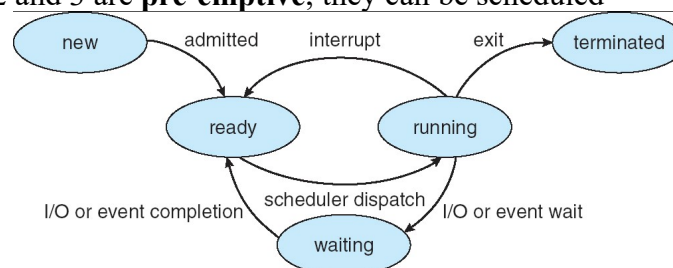 2 and 3 are pre-emptive, they can be scheduled
new
admitted
interrupt
exit
terminated
ready
running
scheduler dispatch
I/O or event completion
I/O or event wait
waiting